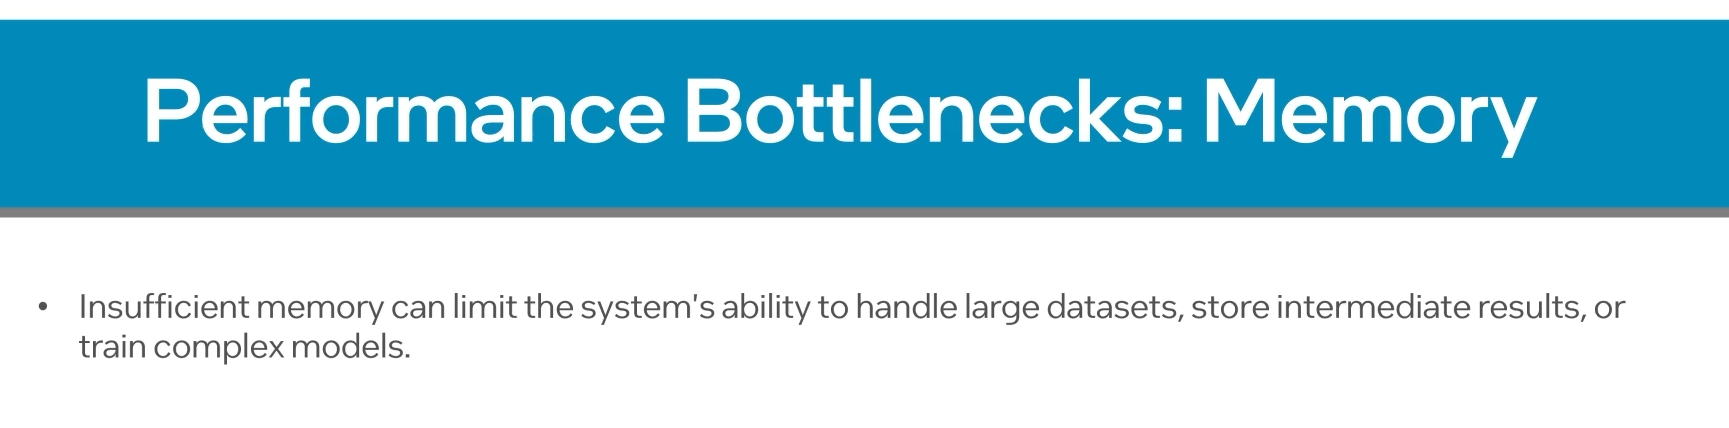 Performance Bottlenecks: Memory
• Insufficient memory can limit the system's ability to handle large datasets, store intermediate results, or
train complex models.